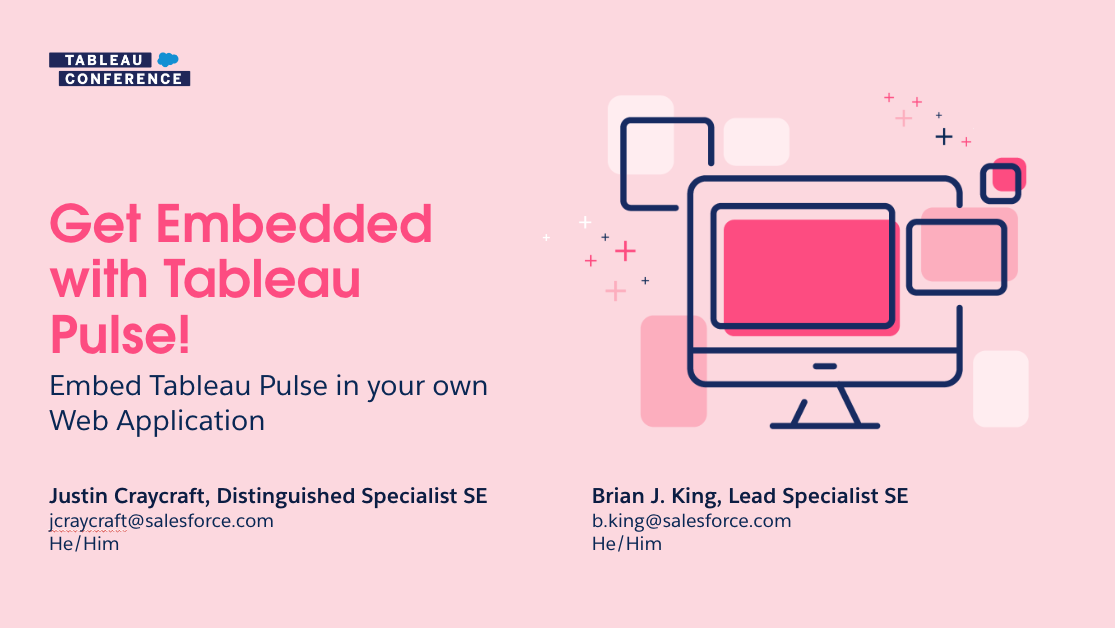 TABLEAU
CONFERENCE
Get Embedded
with Tableau
Pulse!
Embed Tableau Pulse in your own
Web Application
Justin Craycraft, Distinguished Specialist SE
jcraycraft@salesforce.com
He/Him
Brian J. King, Lead Specialist SE
b.king@salesforce.com
He/Him